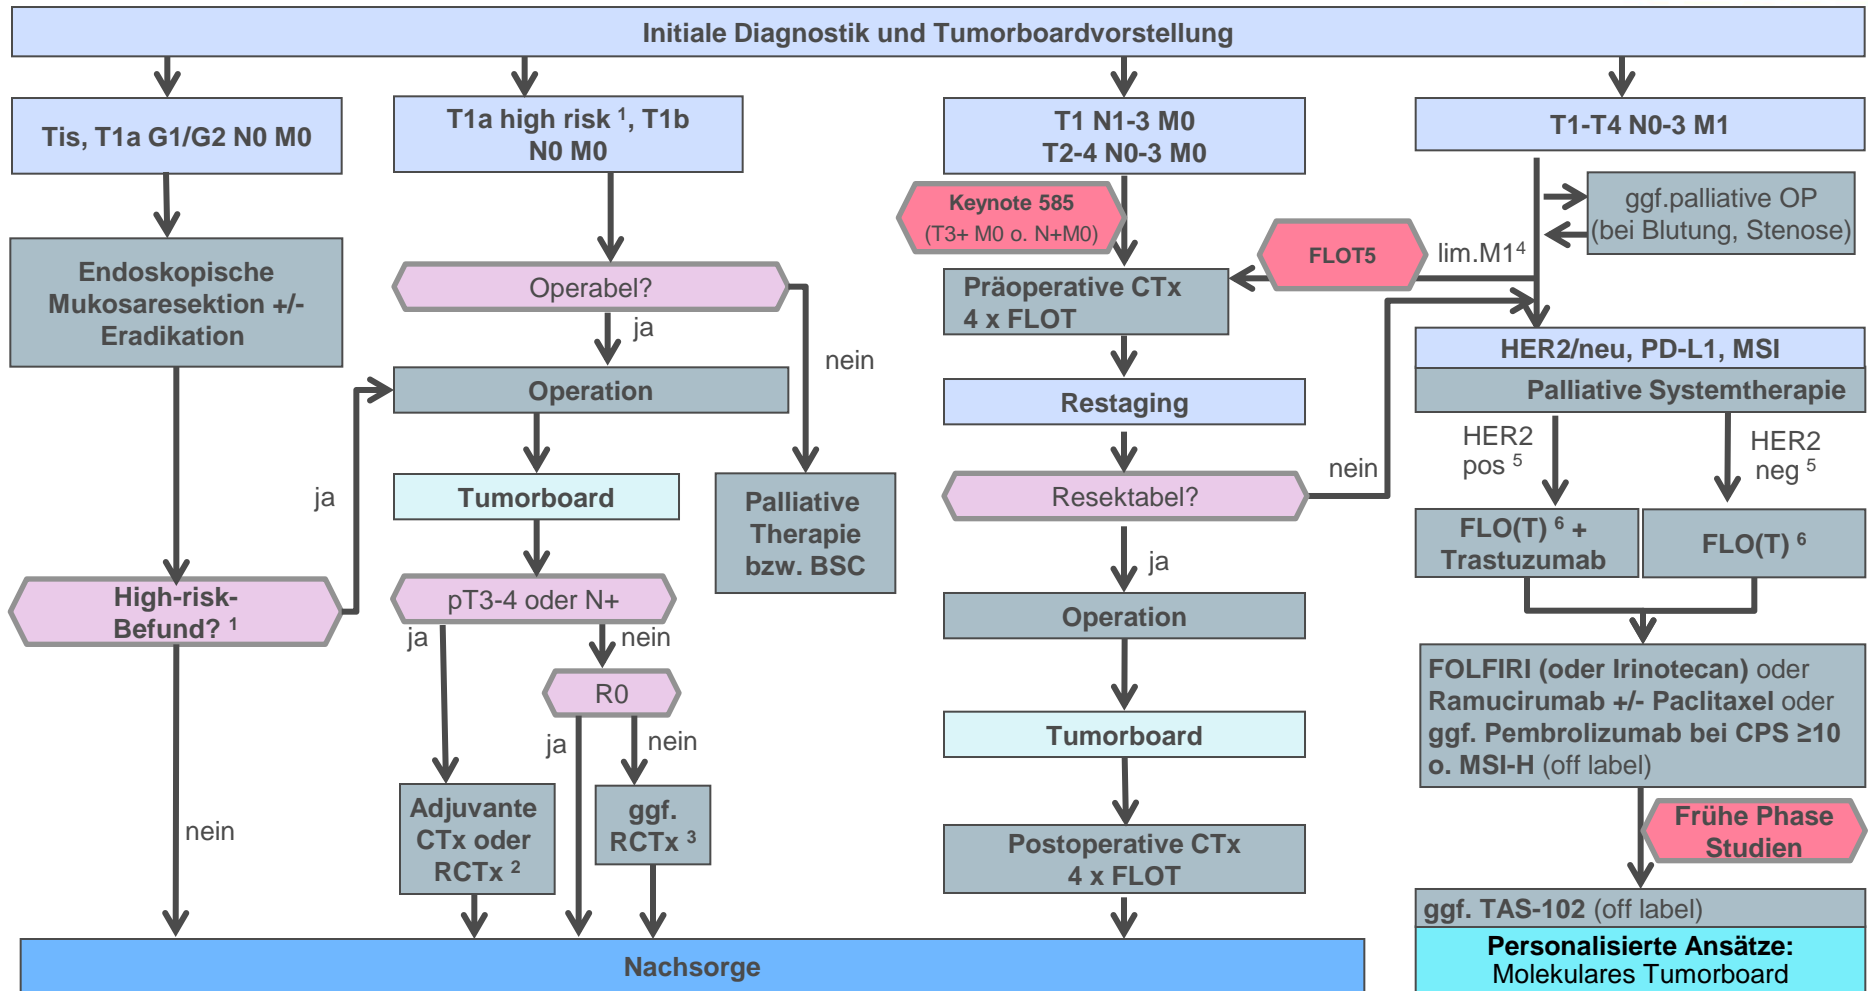 Initiale Diagnostik und Tumorboardvorstellung
Tis, T1a G1/G2 N0 M0
T1a high risk ¹, T1b
N0 M0
T1 N1-3 M0
T2-4 N0-3 M0
T1-T4 N0-3 M1
Keynote 585
(T3+ M0 o. N+M0)
ggf.palliative OP
(bei Blutung, Stenose)
FLOT5
lim.M1⁴
Endoskopische
Mukosaresektion +/-
Eradikation
Operabel?
ja
nein
Präoperative CTx
4 x FLOT
HER2/neu, PD-L1, MSI
Palliative Systemtherapie
Operation
Restaging
HER2
pos ⁵
HER2
neg ⁵
ja
Tumorboard
Palliative
Therapie
bzw. BSC
Resektabel?
nein
ja
FLO(T) ⁶ +
Trastuzumab
FLO(T) ⁶
High-risk-
Befund? ¹
pT3-4 oder N+
ja
nein
Operation
R0
ja
nein
FOLFIRI (oder Irinotecan) oder
Ramucirumab +/- Paclitaxel oder
ggf. Pembrolizumab bei CPS ≥10
o. MSI-H (off label)
Tumorboard
nein
Adjuvante
CTx oder
RCTx ²
ggf.
RCTx ³
Postoperative CTx
4 x FLOT
Frühe Phase
Studien
ggf. TAS-102 (off label)
Personalisierte Ansätze:
Molekulares Tumorboard
Nachsorge